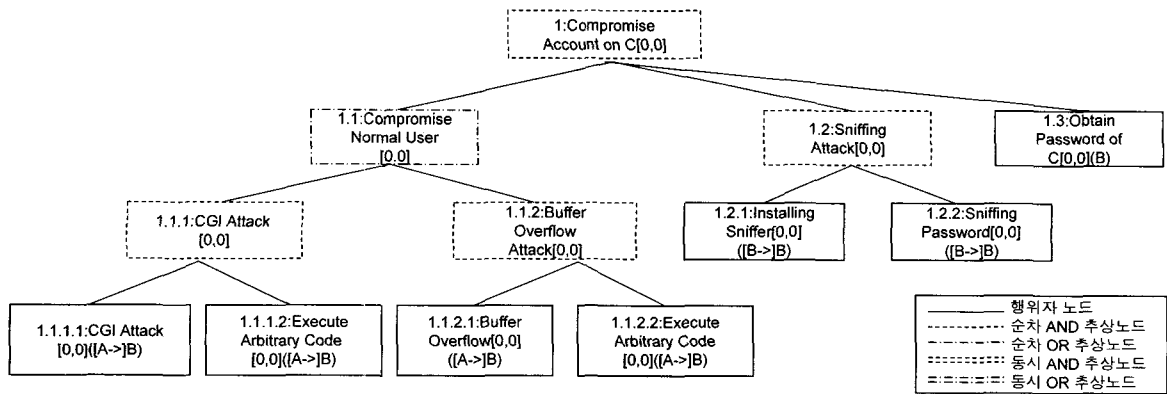 1:Compromise
Account on C[0,0]
1.1:Compromise
Normal User
[0,0]
1.2:Sniffing
Attack[0,0]
1.3:Obtain
Password of
C[0,0](B)
1.1.1:CGI Attack
[0,0]
1.1.2:Buffer
Overflow
Attack[0,0]
1.2.1:Installing
Sniffer[0,0]
([B->]B)
1.2.2:Sniffing
Password[0,0]
([B->]B)
1.1.1.1:CGI Attack
[0,0]([A->]B)
1.1.1.2:Execute
Arbitrary Code
[0,0]([A->]B)
1.1.2.1:Buffer
Overflow[0,0]
([A->]B)
1.1.2.2:Execute
Arbitrary Code
[0,0]([A->]B)
행위자 노드
순차 AND 추상노드
순차 OR 추상노드
동시 AND 추상노드
동시 OR 추상노드